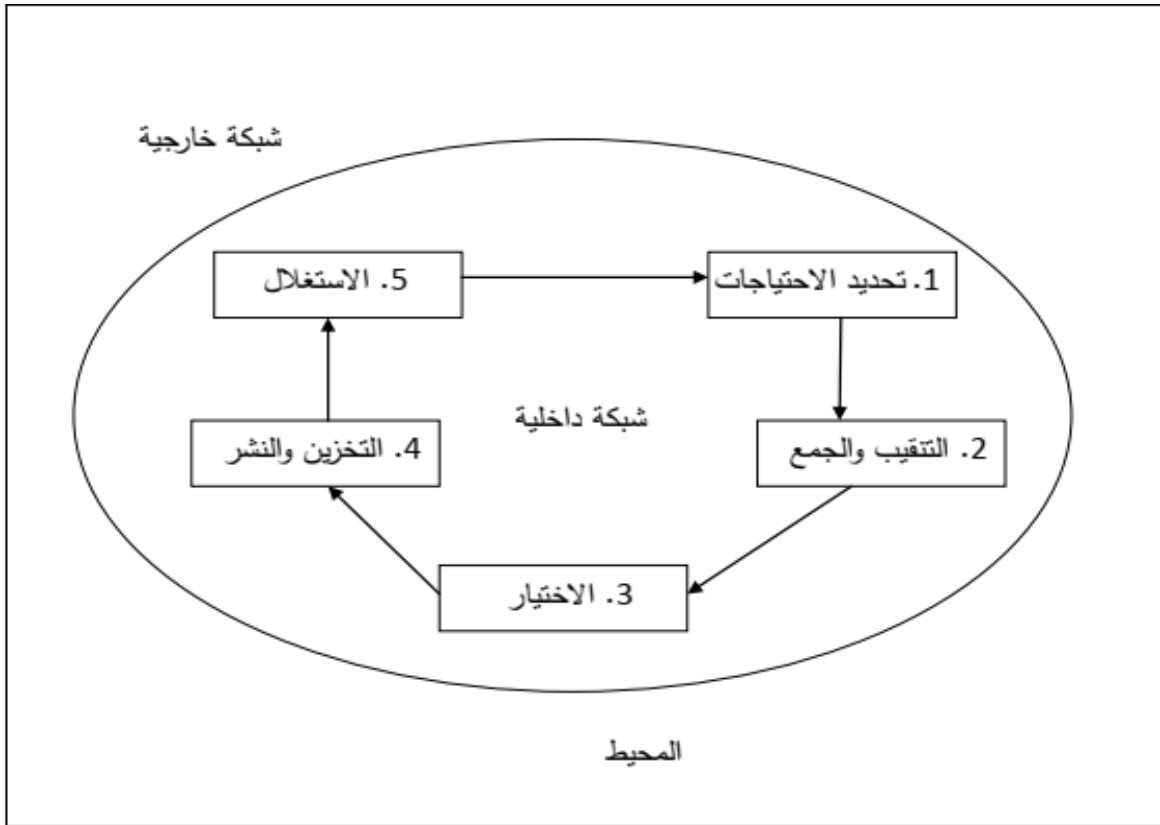 شبكة خارجية
1. تحديد الاحتياجات
5. الاستغلال
شبكة داخلية
2. التنقيب والجمع
4. التخزين والنشر
3. الاختيار
المحيط